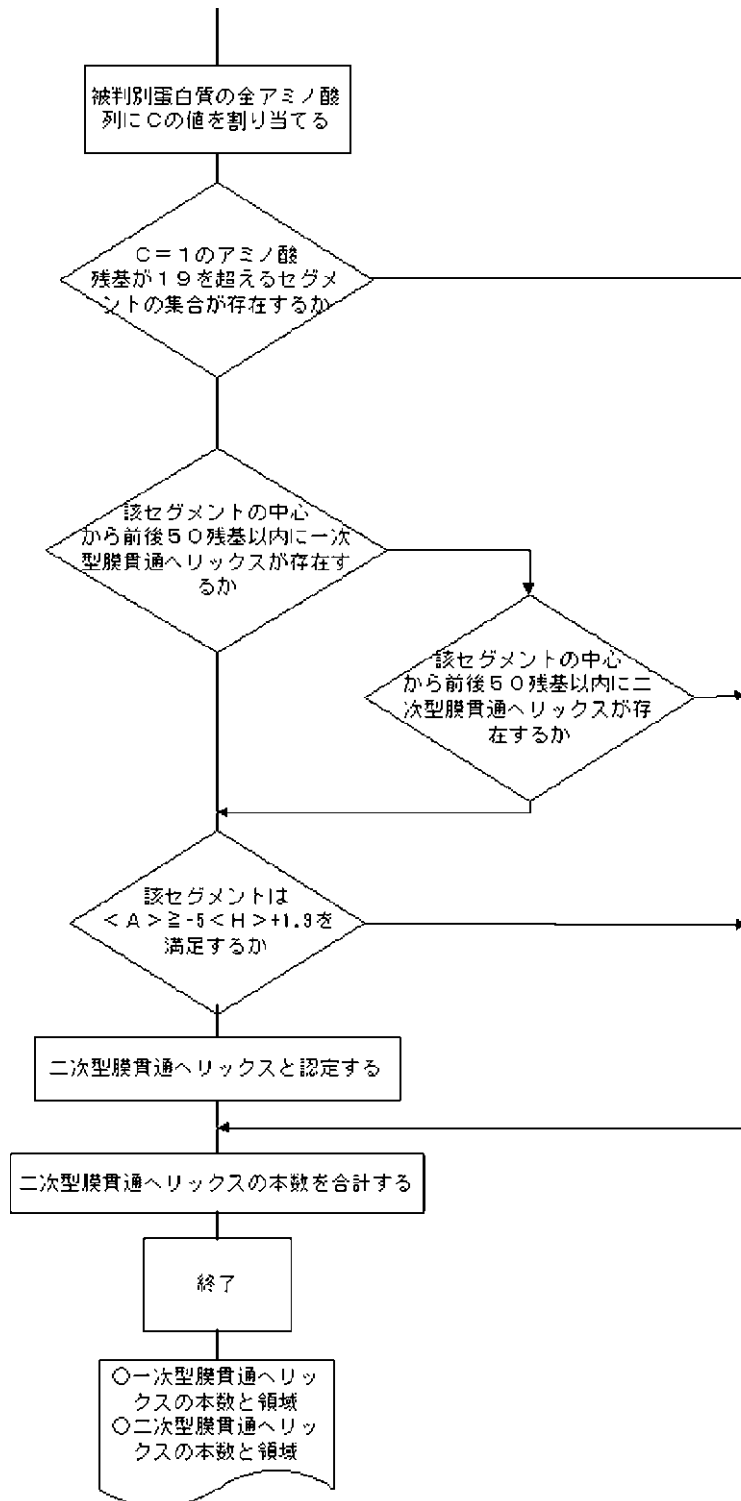 被判別蛋白質の全アミノ酸
列にCの値を割り当てる
C=1のアミノ酸
残基が19を超えるセグメ
ントの集合が存在するか
該セグメントの中心
から前後50残基以内に一次
型膜貫通ヘリックスが存在す
るか
該セグメントの中心
から前後50残基以内に二
次型膜貫通ヘリックスが存
在するか
該セグメントは
<A>≧-5<H>+1.9を
満足するか
二次型膜貫通ヘリックスと認定する
二次型膜貫通ヘリックスの本数を合計する
終了
○一次型膜貫通ヘリッ
クスの本数と領域
○二次型膜貫通ヘリッ
クスの本数と領域